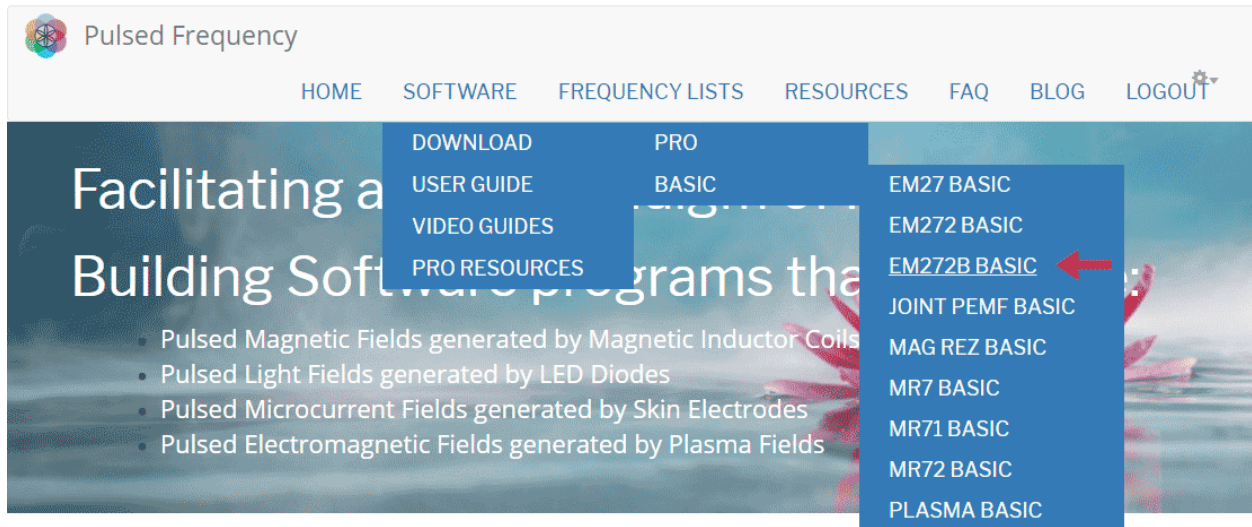 Pulsed Frequency
HOME SOFTWARE FREQUENCY LISTS RESOURCES FAQ BLOG LOGOUT
DOWNLOAD PRO
USER GUIDE BASIC
VIDEO GUIDES
PRO RESOURCES
EM27 BASIC
EM272 BASIC
EM272B BASIC
JOINT PEMF BASIC
MAG REZ BASIC
MR7 BASIC
MR71 BASIC
MR72 BASIC
PLASMA BASIC
Facilitating a
Building Software programs tha
Pulsed Magnetic Fields generated by Magnetic Inductor Coils
Pulsed Light Fields generated by LED Diodes
Pulsed Microcurrent Fields generated by Skin Electrodes
Pulsed Electromagnetic Fields generated by Plasma Fields